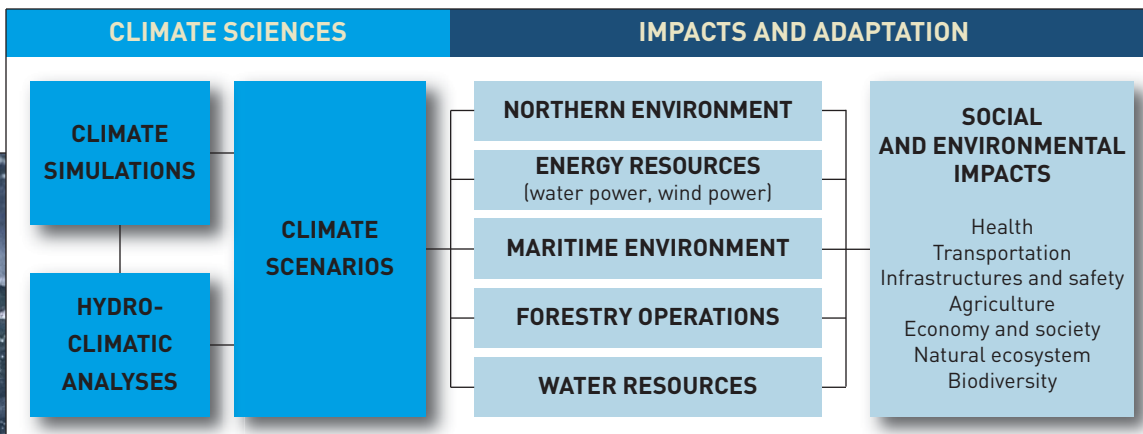 CLIMATE SCIENCES
IMPACTS AND ADAPTATION
CLIMATE
SIMULATIONS
HYDRO-
CLIMATIC
ANALYSES
CLIMATE
SCENARIOS
NORTHERN ENVIRONMENT
ENERGY RESOURCES
(water power, wind power)
MARITIME ENVIRONMENT
FORESTRY OPERATIONS
WATER RESOURCES
SOCIAL
AND ENVIRONMENTAL
IMPACTS
Health
Transportation
Infrastructures and safety
Agriculture
Economy and society
Natural ecosystem
Biodiversity